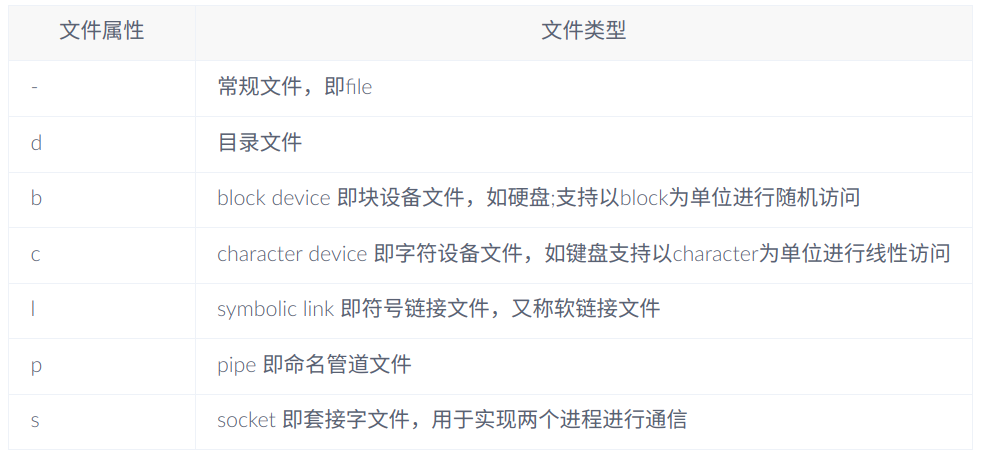 文件属性 文件类型
- 常规文件，即file
d 目录文件
b block device 即块设备文件，如硬盘;支持以block为单位进行随机访问
c character device 即字符设备文件，如键盘支持以character为单位进行线性访问
l symbolic link 即符号链接文件，又称软链接文件
p pipe 即命名管道文件
s socket 即套接字文件，用于实现两个进程进行通信